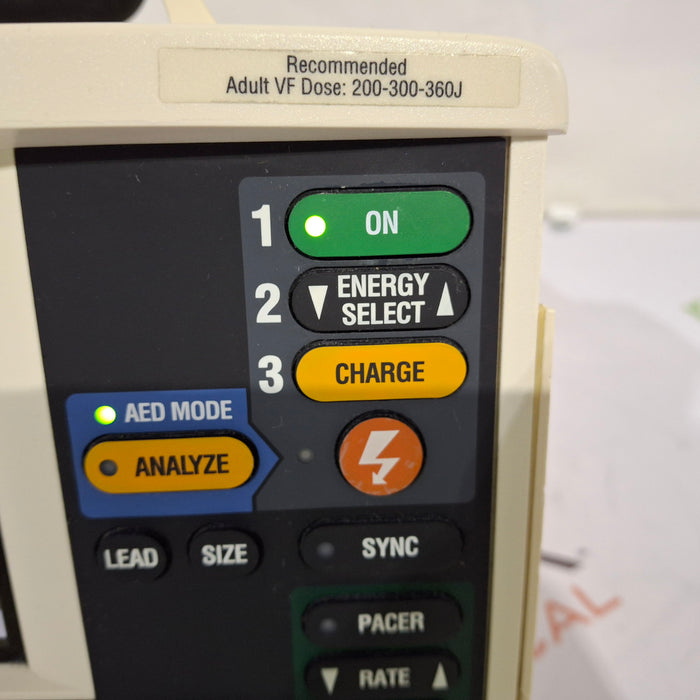 Recommended
Adult VF Dose: 200-300-360J
1 ON
2 ENERGY
SELECT
3 CHARGE
AED MODE
ANALYZE
LEAD SIZE SYNC
PACER
RATE
AL